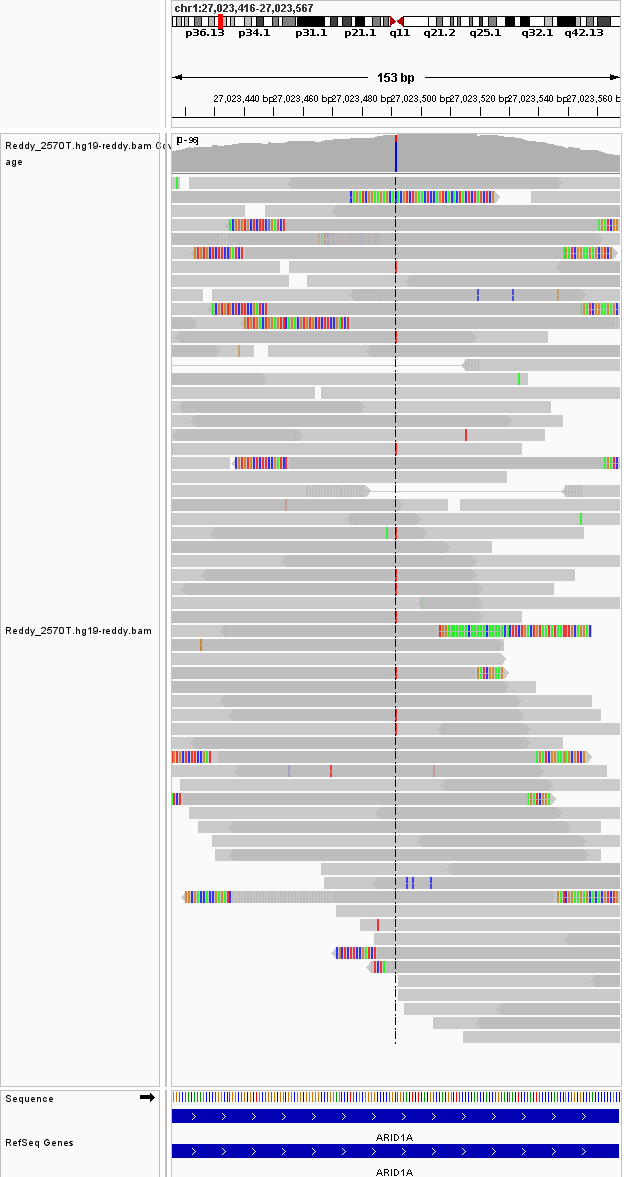 chr1:27,023,416-27,023,567
p36.13 p34.1 p31.1 p21.1 q11 q21.2 q25.1 q32.1 q42.13
153 bp
27,023,440 bp 27,023,460 bp 27,023,480 bp 27,023,500 bp 27,023,520 bp 27,023,540 bp 27,023,560 b
Reddy_2570T.hg19-reddy.bam Cov
age
[0-96]
Reddy_2570T.hg19-reddy.bam
Sequence
ARID1A
RefSeq Genes
ARID1A